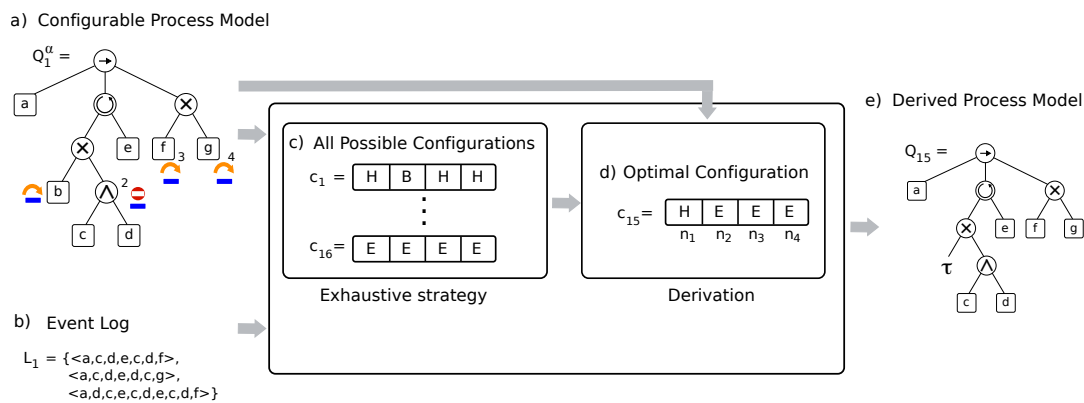 a) Configurable Process Model
Q₁ᵅ =
a
e
f 3
g 4
b
2
c
d
b) Event Log
L₁ = {<a,c,d,e,c,d,f>,
<a,c,d,e,d,c,g>,
<a,d,c,e,c,d,e,c,d,f>}
c) All Possible Configurations
c₁ = H B H H
c₁₆= E E E E
Exhaustive strategy
d) Optimal Configuration
c₁₅= H E E E
n₁ n₂ n₃ n₄
Derivation
e) Derived Process Model
Q₁₅ =
a
e
f
g
τ
c
d